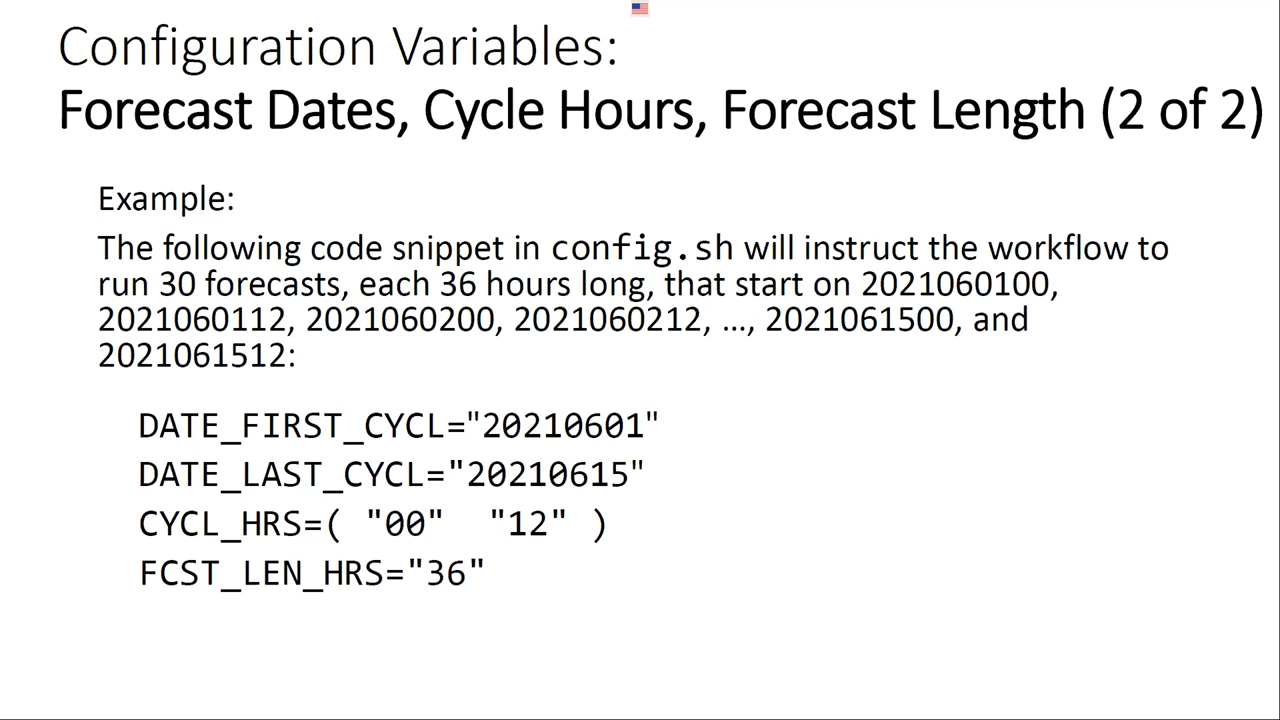 Configuration Variables:
Forecast Dates, Cycle Hours, Forecast Length (2 of 2)
Example:
The following code snippet in config.sh will instruct the workflow to
run 30 forecasts, each 36 hours long, that start on 2021060100,
2021060112, 2021060200, 2021060212, …, 2021061500, and
2021061512:
DATE_FIRST_CYCL="20210601"
DATE_LAST_CYCL="20210615"
CYCL_HRS=( "00"  "12" )
FCST_LEN_HRS="36"